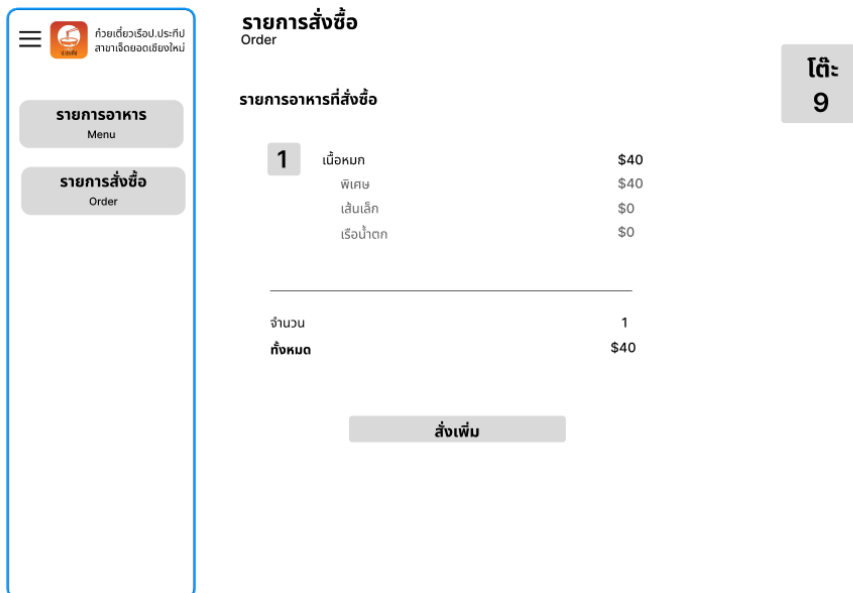 ก๋วยเตี๋ยวเรือป.ประทีป
สาขาเจ็ดยอดเชียงใหม่
รายการอาหาร
Menu
รายการสั่งซื้อ
Order
รายการสั่งซื้อ
Order
โต๊ะ
9
รายการอาหารที่สั่งซื้อ
1 เนื้อหมก $40
พิเศษ $40
เส้นเล็ก $0
เรือน้ำตก $0
จำนวน 1
ทั้งหมด $40
สั่งเพิ่ม